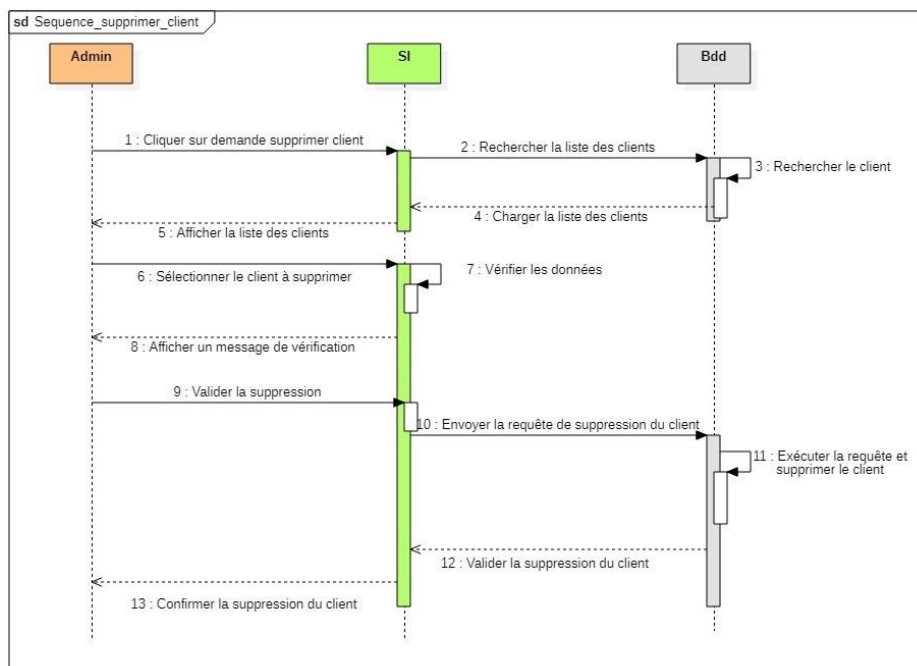 sd Sequence_supprimer_client
Admin
SI
Bdd
1 : Cliquer sur demande supprimer client
2 : Rechercher la liste des clients
3 : Rechercher le client
4 : Charger la liste des clients
5 : Afficher la liste des clients
6 : Sélectionner le client à supprimer
7 : Vérifier les données
8 : Afficher un message de vérification
9 : Valider la suppression
10 : Envoyer la requête de suppression du client
11 : Exécuter la requête et
supprimer le client
12 : Valider la suppression du client
13 : Confirmer la suppression du client